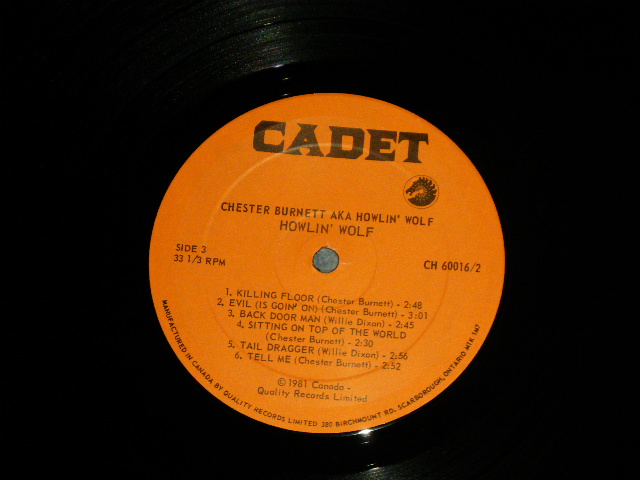 CADET
CHESTER BURNETT AKA HOWLIN' WOLF
HOWLIN' WOLF
SIDE 3
33 1/3 RPM
CH 60016/2
1. KILLING FLOOR (Chester Burnett) - 2:48
2. EVIL (IS GOIN' ON) (Chester Burnett) - 3:01
3. BACK DOOR MAN (Willie Dixon) - 2:45
4. SITTING ON TOP OF THE WORLD
(Chester Burnett) - 2:30
5. TAIL DRAGGER (Willie Dixon) - 2:56
6. TELL ME (Chester Burnett) - 2:52
© 1981 Canada -
Quality Records Limited
MANUFACTURED IN CANADA BY QUALITY RECORDS LIMITED 380 BIRCHMOUNT RD, SCARBOROUGH, ONTARIO M1K 1M7